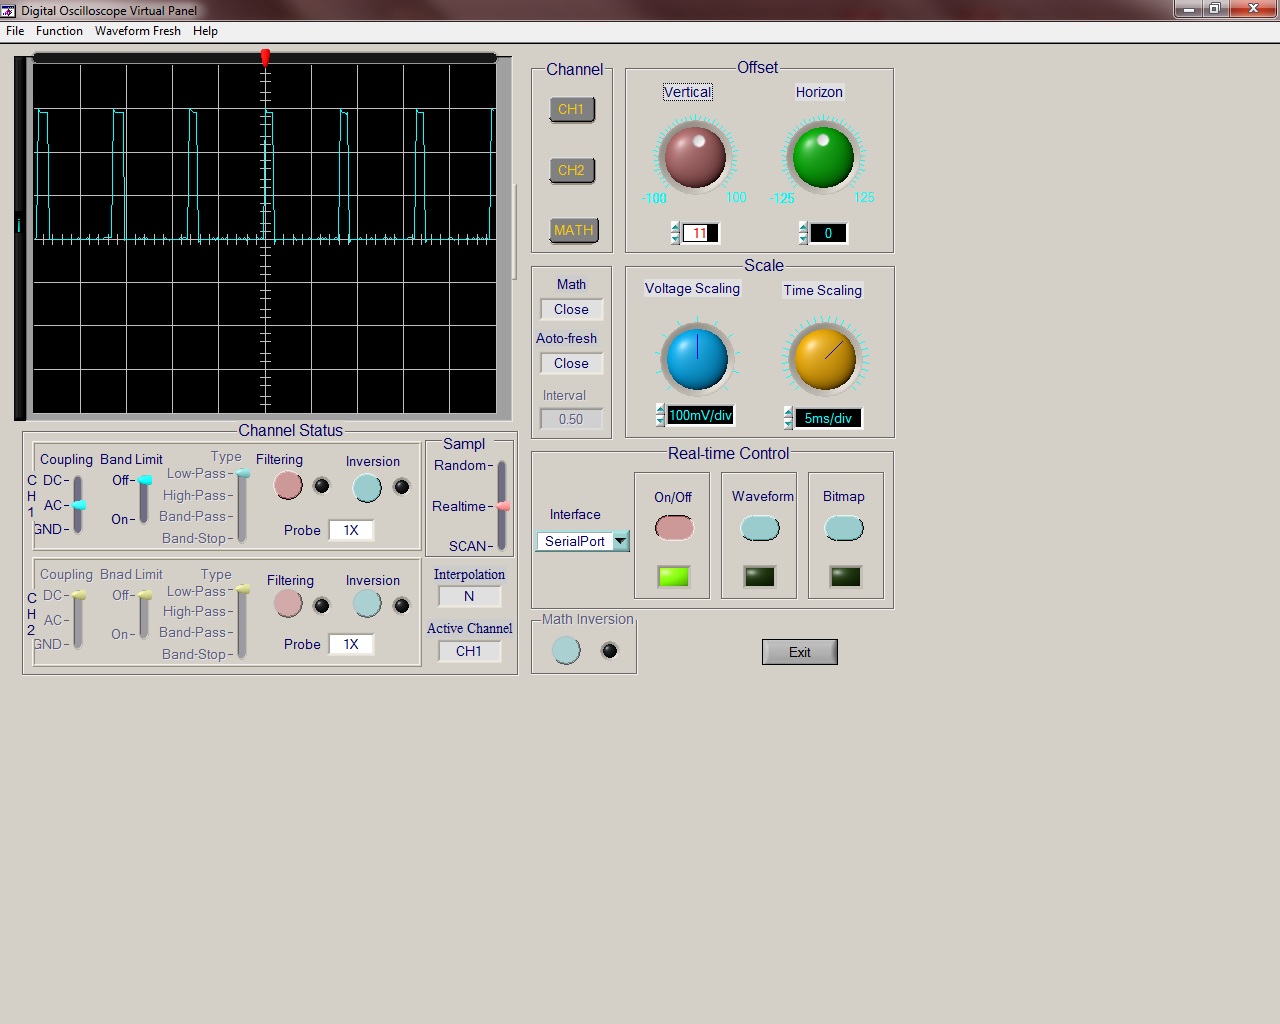 Digital Oscilloscope Virtual Panel
File Function Waveform Fresh Help
Channel
CH1
CH2
MATH
Offset
Vertical
Horizon
-100 100
-125 125
11
0
Math
Close
Auto-fresh
Close
Interval
0.50
Scale
Voltage Scaling
Time Scaling
100mV/div
5ms/div
Channel Status
CH1
Coupling
DC
AC
GND
Band Limit
Off
On
Type
Low-Pass
High-Pass
Band-Pass
Band-Stop
Filtering
Inversion
Probe 1X
Sampl
Random
Realtime
SCAN
CH2
Coupling
DC
AC
GND
Bnad Limit
Off
On
Type
Low-Pass
High-Pass
Band-Pass
Band-Stop
Filtering
Inversion
Probe 1X
Interpolation
N
Active Channel
CH1
Real-time Control
Interface
SerialPort
On/Off
Waveform
Bitmap
Math Inversion
Exit